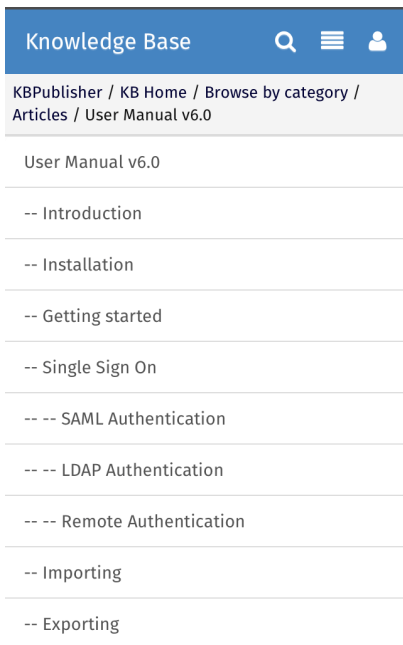 Knowledge Base
KBPublisher / KB Home / Browse by category /
Articles / User Manual v6.0
User Manual v6.0
-- Introduction
-- Installation
-- Getting started
-- Single Sign On
-- -- SAML Authentication
-- -- LDAP Authentication
-- -- Remote Authentication
-- Importing
-- Exporting